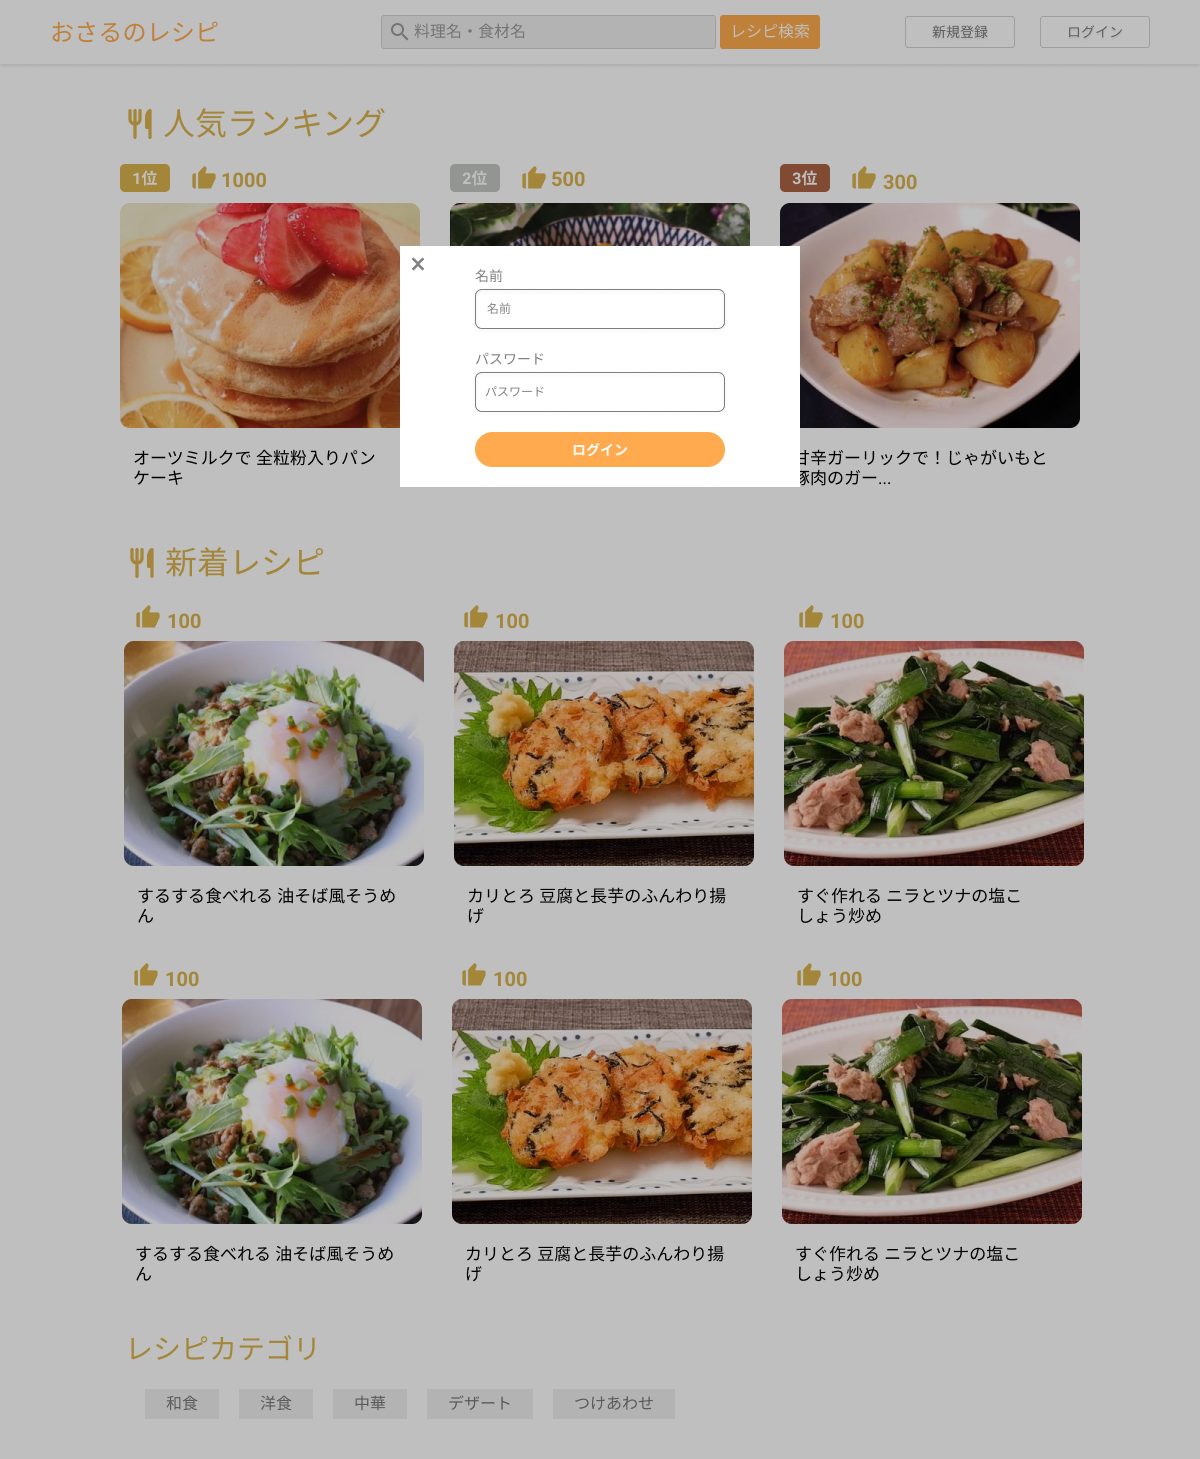 おさるのレシピ
料理名・食材名
レシピ検索
新規登録
ログイン
人気ランキング
1位
1000
2位
500
3位
300
名前
名前
パスワード
パスワード
ログイン
オーツミルクで 全粒粉入りパン
ケーキ
甘辛ガーリックで！じゃがいもと
豚肉のガー...
新着レシピ
100
100
100
するする食べれる 油そば風そうめ
ん
カリとろ 豆腐と長芋のふんわり揚
げ
すぐ作れる ニラとツナの塩こ
しょう炒め
100
100
100
するする食べれる 油そば風そうめ
ん
カリとろ 豆腐と長芋のふんわり揚
げ
すぐ作れる ニラとツナの塩こ
しょう炒め
レシピカテゴリ
和食
洋食
中華
デザート
つけあわせ